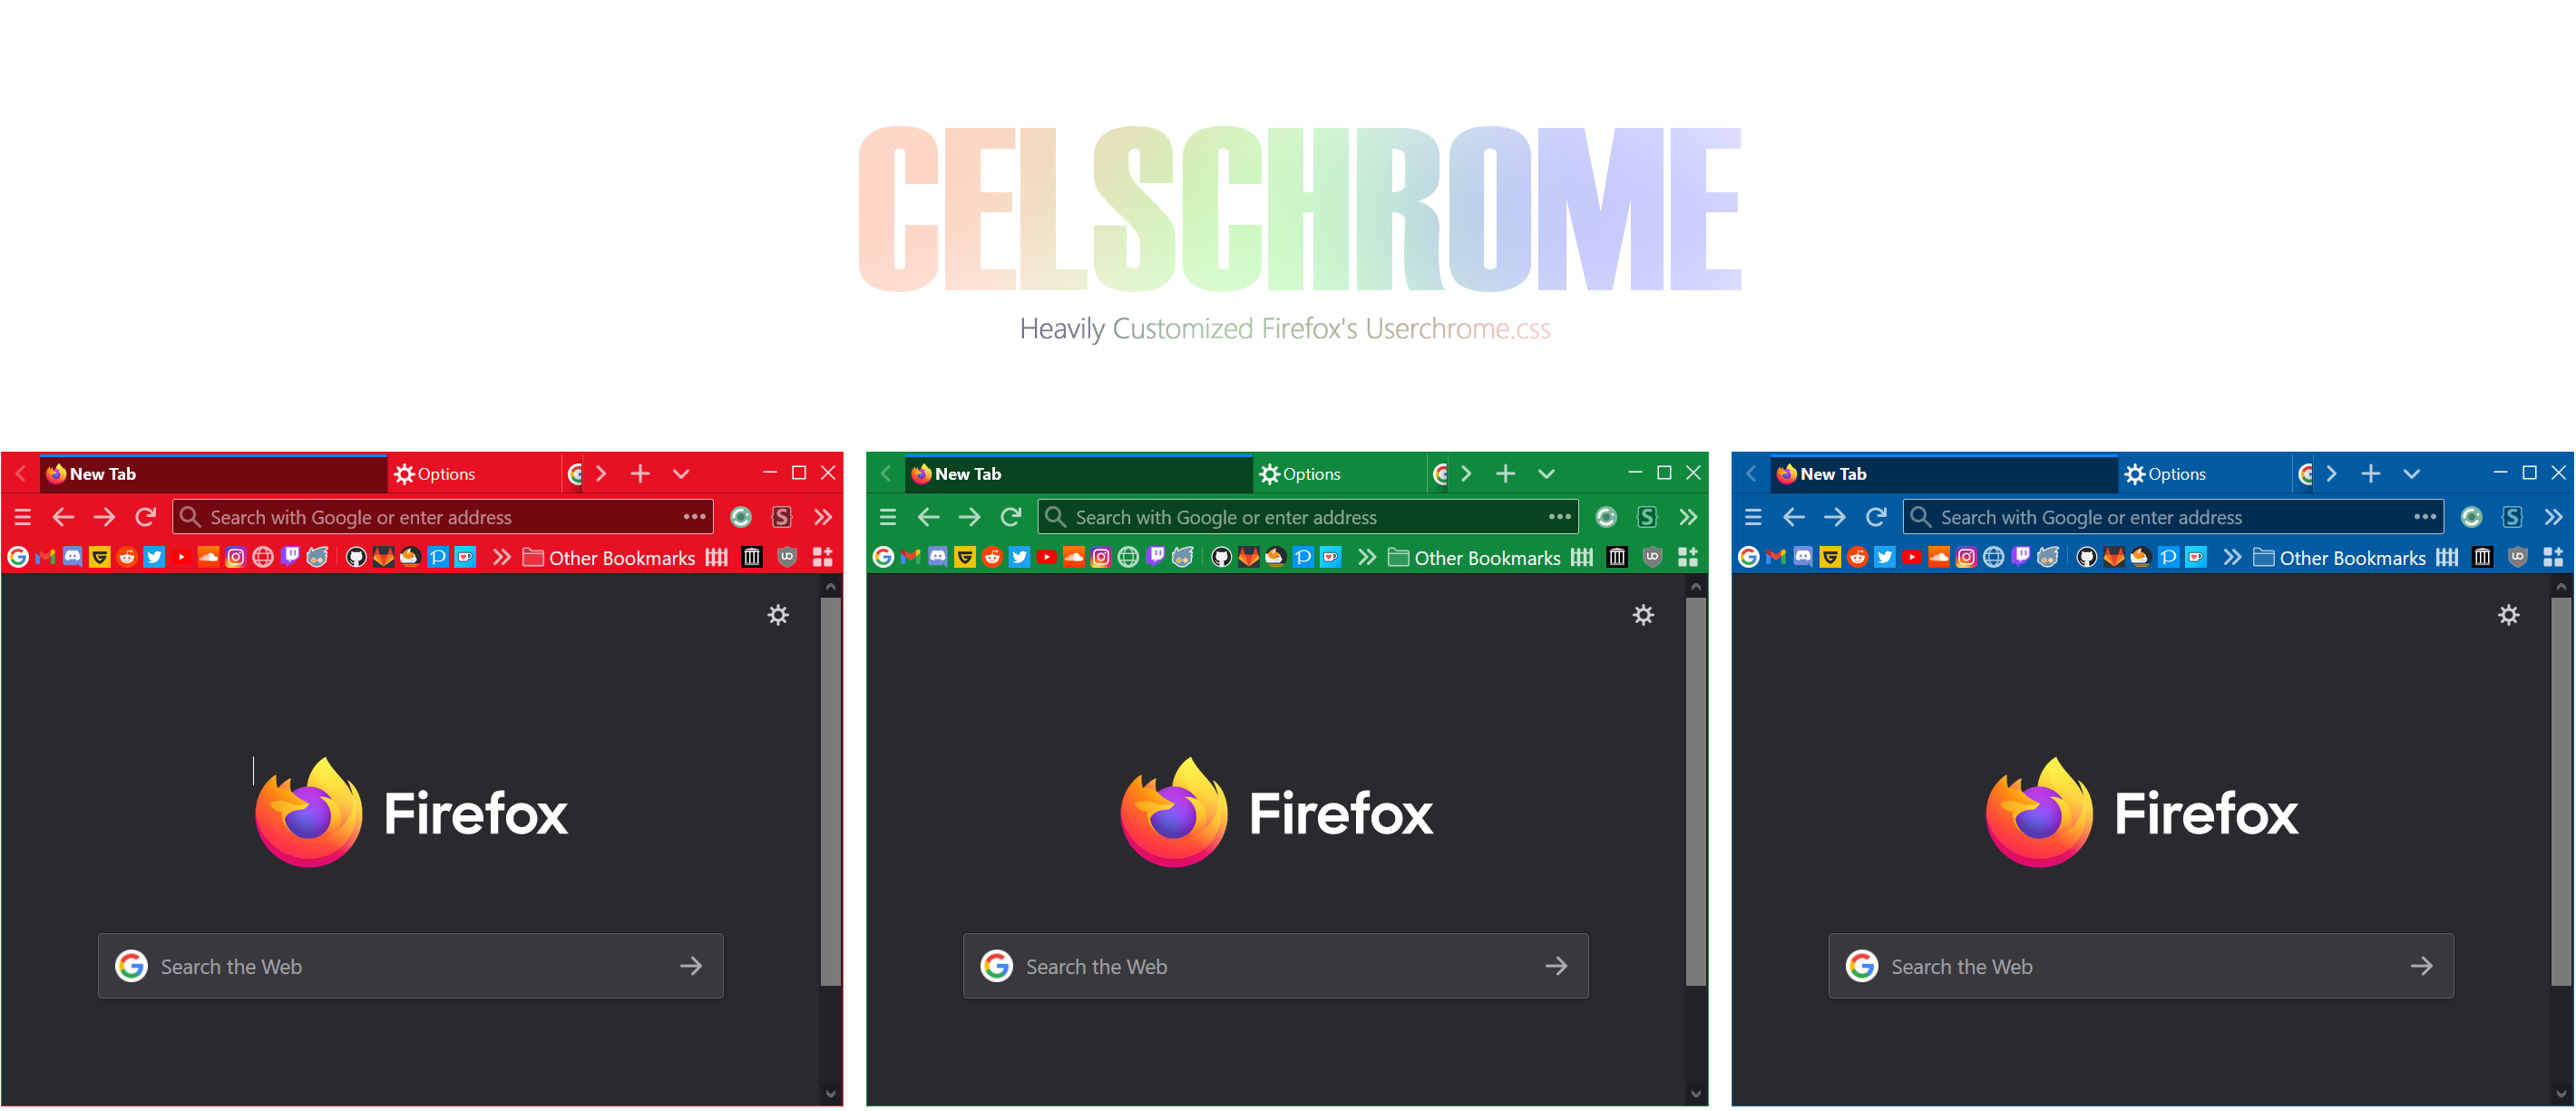 CELSCHROME
Heavily Customized Firefox's Userchrome.css
New Tab Options
Search with Google or enter address
Other Bookmarks
Firefox
Search the Web
New Tab Options
Search with Google or enter address
Other Bookmarks
Firefox
Search the Web
New Tab Options
Search with Google or enter address
Other Bookmarks
Firefox
Search the Web